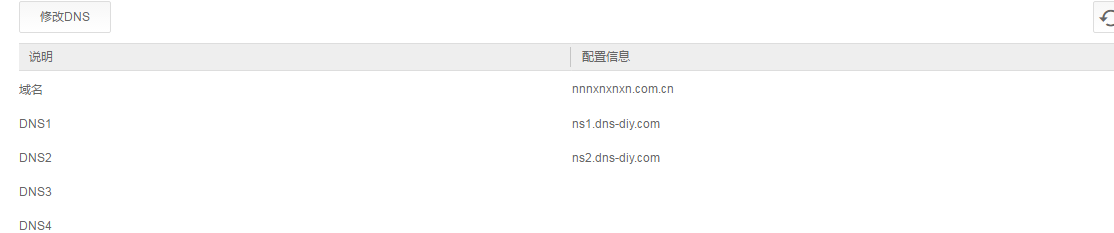 修改DNS
说明 配置信息
域名 nnnxnxnxn.com.cn
DNS1 ns1.dns-diy.com
DNS2 ns2.dns-diy.com
DNS3
DNS4